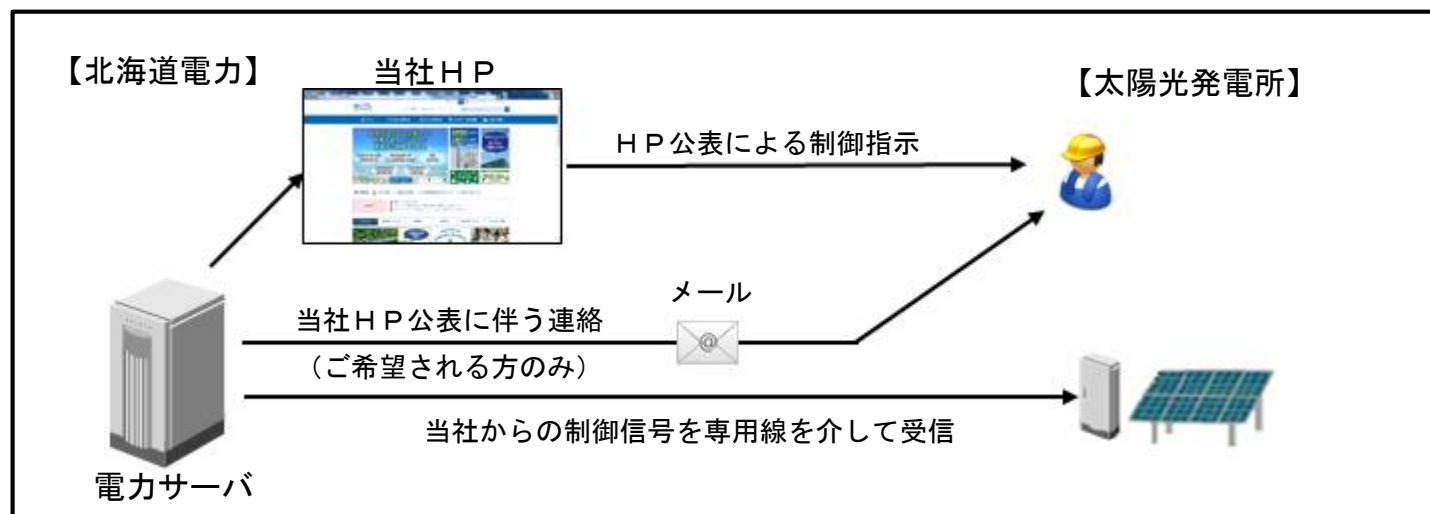 【北海道電力】
当社ＨＰ
【太陽光発電所】
ＨＰ公表による制御指示
メール
当社ＨＰ公表に伴う連絡
（ご希望される方のみ）
当社からの制御信号を専用線を介して受信
電力サーバ
@